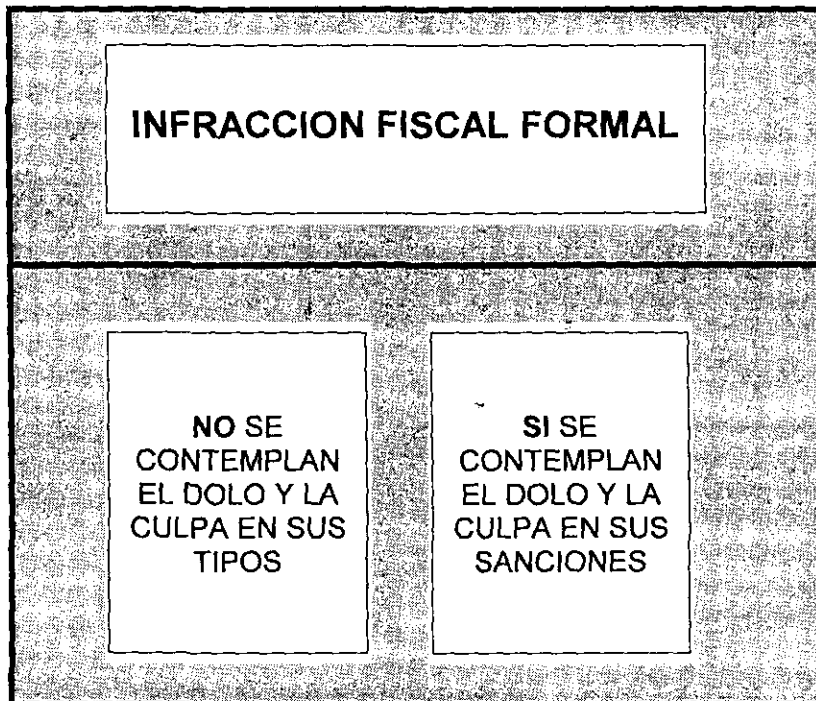 INFRACCION FISCAL FORMAL
NO SE
CONTEMPLAN
EL DOLO Y LA
CULPA EN SUS
TIPOS
SI SE
CONTEMPLAN
EL DOLO Y LA
CULPA EN SUS
SANCIONES